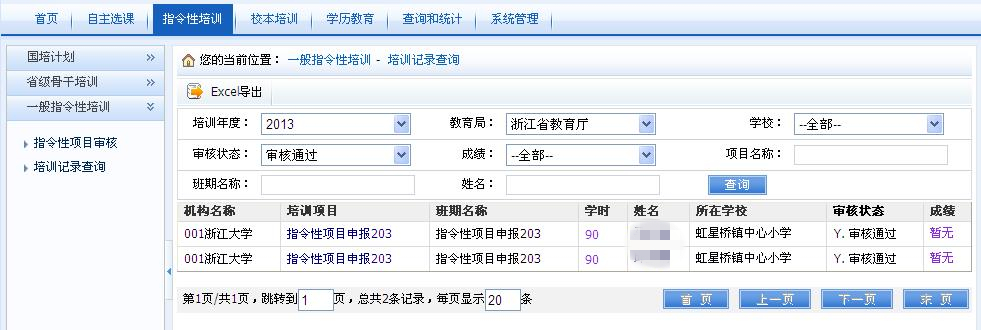 首页 自主选课 指令性培训 校本培训 学历教育 查询和统计 系统管理
国培计划
省级骨干培训
一般指令性培训
指令性项目审核
培训记录查询
您的当前位置： 一般指令性培训 - 培训记录查询
Excel导出
培训年度： 2013 教育局： 浙江省教育厅 学校： --全部--
审核状态： 审核通过 成绩： --全部-- 项目名称：
班期名称： 姓名： 查询
机构名称 培训项目 班期名称 学时 姓名 所在学校 审核状态 成绩
001浙江大学 指令性项目申报203 指令性项目申报203 90 虹星桥镇中心小学 Y. 审核通过 暂无
001浙江大学 指令性项目申报203 指令性项目申报203 90 虹星桥镇中心小学 Y. 审核通过 暂无
第1页/共1页，跳转到 1 页，总共2条记录，每页显示 20 条 首 页 上一页 下一页 末 页